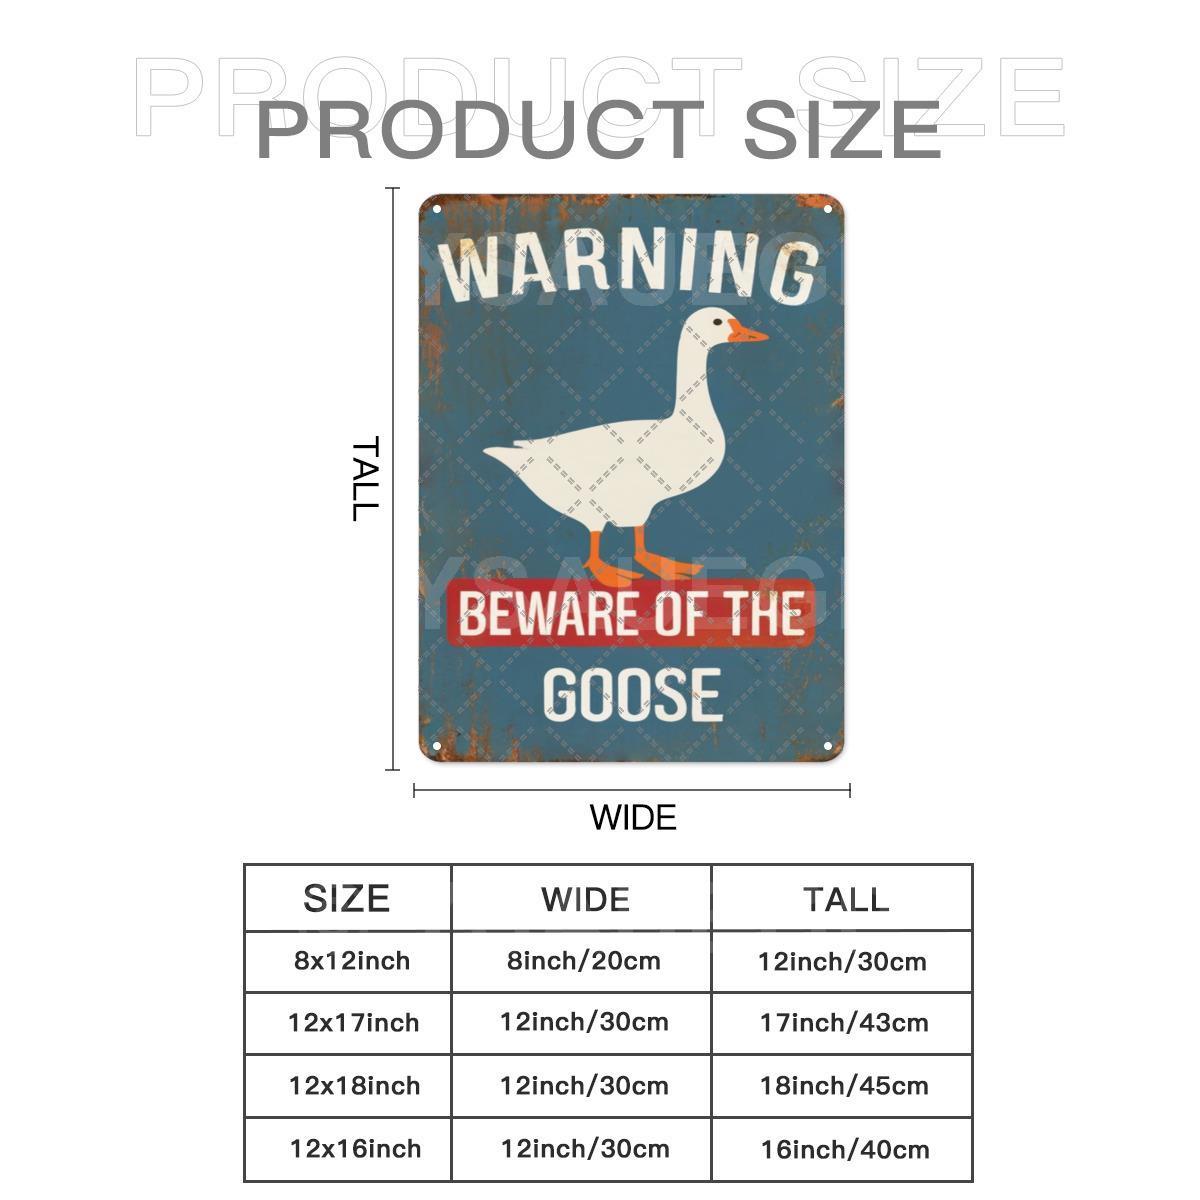 PRODUCT SIZE
PRODUCT SIZE
WARNING
TALL
BEWARE OF THE
GOOSE
WIDE
SIZE WIDE TALL
8x12inch 8inch/20cm 12inch/30cm
12x17inch 12inch/30cm 17inch/43cm
12x18inch 12inch/30cm 18inch/45cm
12x16inch 12inch/30cm 16inch/40cm